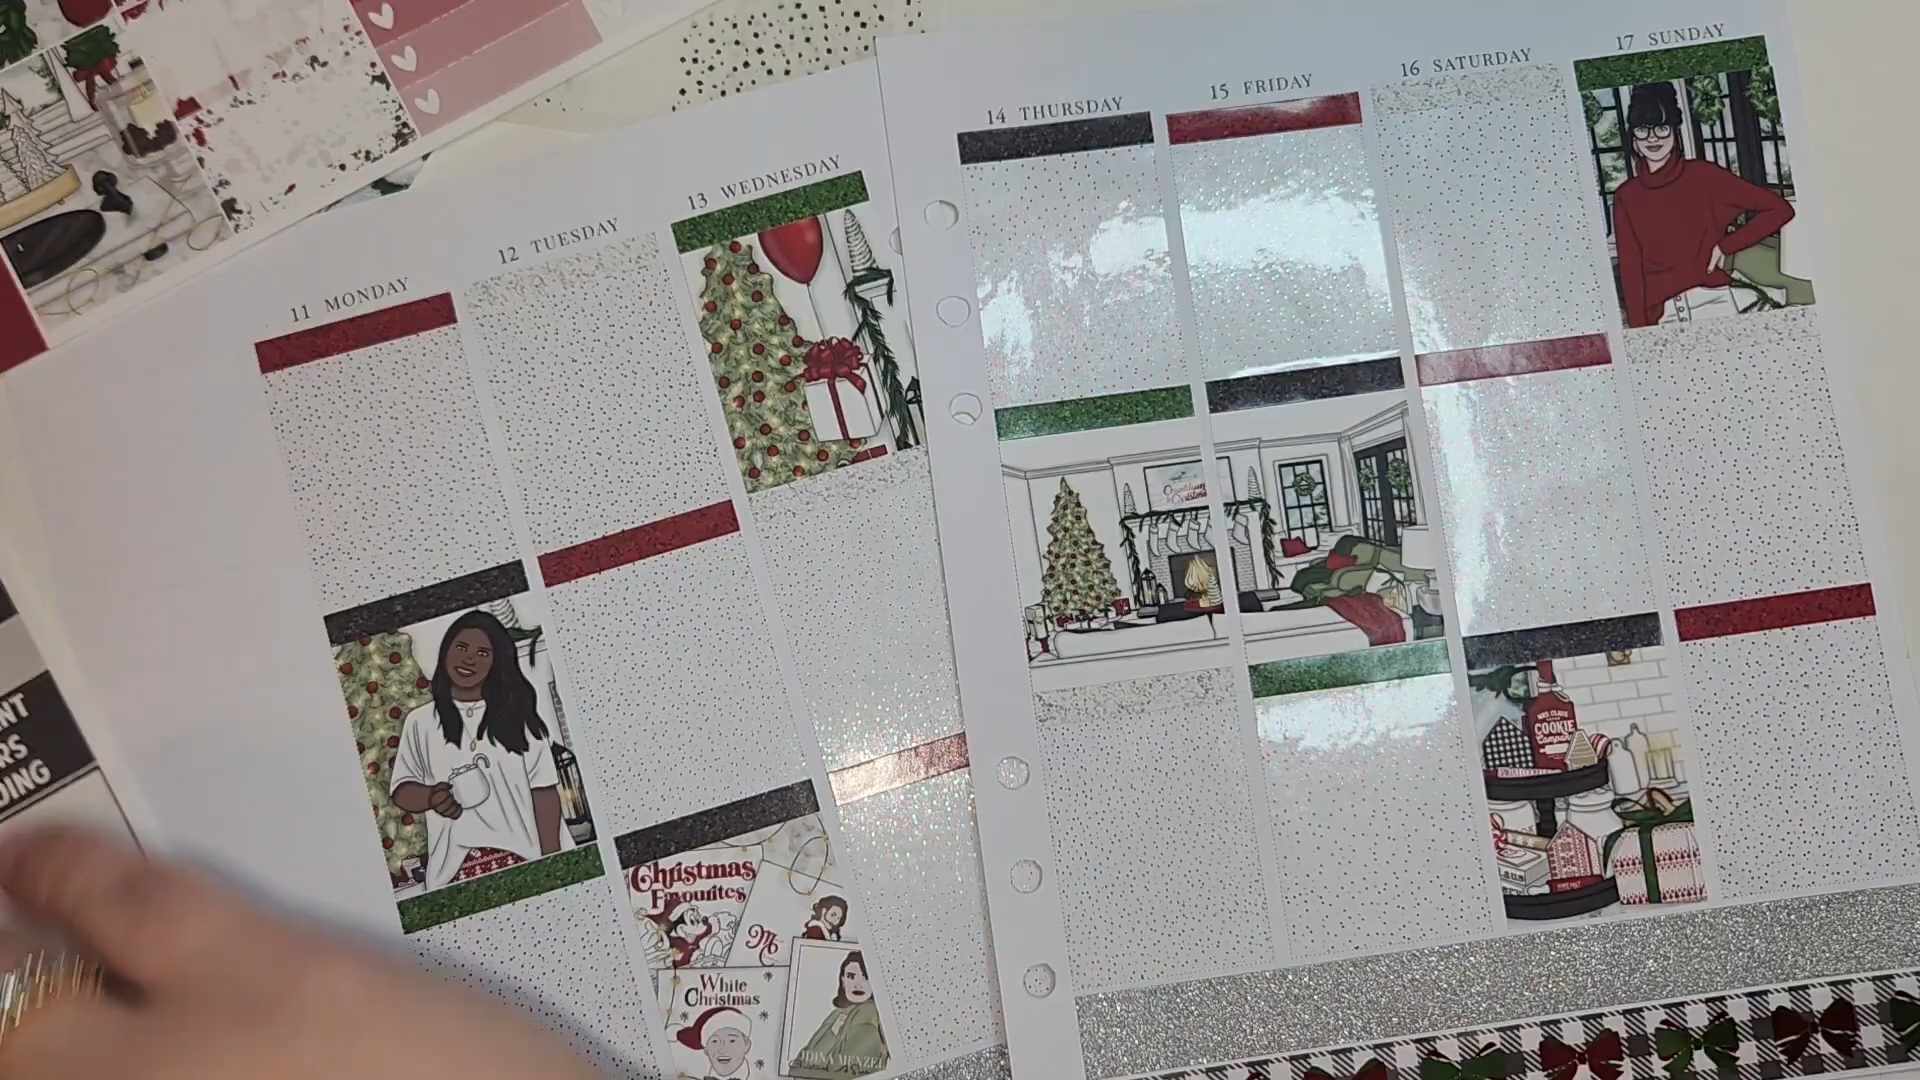 11 MONDAY
12 TUESDAY
13 WEDNESDAY
14 THURSDAY
15 FRIDAY
16 SATURDAY
17 SUNDAY
Christmas
Favourites
M
White
Christmas
IDINA MENZEL
Christmas
COOKIE